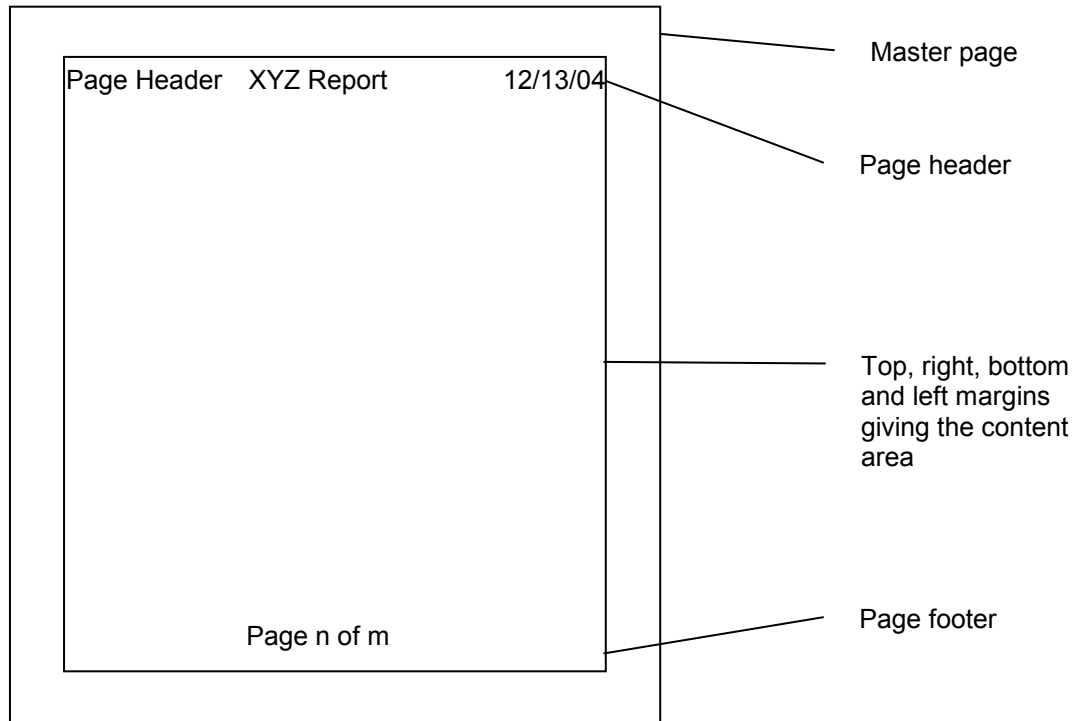 Master page
Page Header XYZ Report 12/13/04
Page header
Top, right, bottom
and left margins
giving the content
area
Page footer
Page n of m